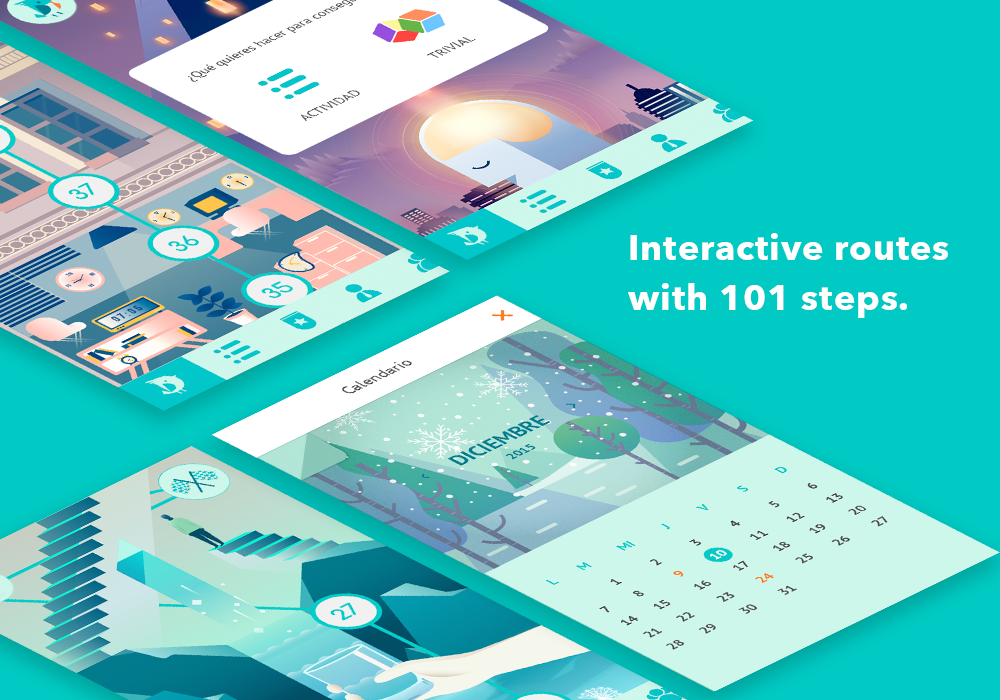 ¿Qué quieres hacer para
TRIVIAL
ACTIVIDAD
37
36
35
07:05
Interactive routes
with 101 steps.
Calendario
+
‹ DICIEMBRE ›
2015
L M MI J V S D
1 2 3 4 5 6
7 8 9 10 11 12 13
14 15 16 17 18 19 20
21 22 23 24 25 26 27
28 29 30 31
27